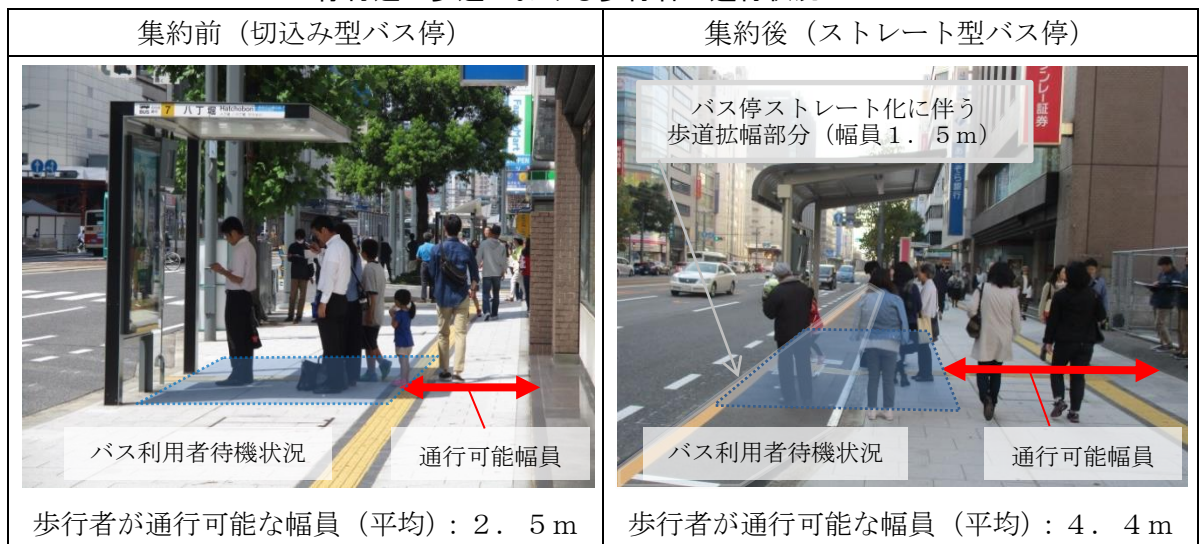 集約前(切込み型バス停)
集約後(ストレート型バス停)
7 八丁堀 Hatchobori
バス停ストレート化に伴う
歩道拡幅部分(幅員1.5m)
証券
バス利用者待機状況
通行可能幅員
バス利用者待機状況
通行可能幅員
歩行者が通行可能な幅員(平均):2.5m
歩行者が通行可能な幅員(平均):4.4m